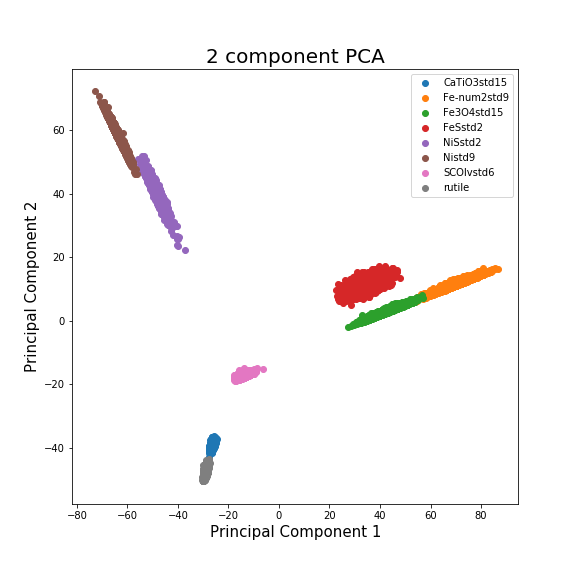 2 component PCA
CaTiO3std15
Fe-num2std9
Fe3O4std15
FeSstd2
NiSstd2
Nistd9
SCOlvstd6
rutile
Principal Component 2
60
40
20
0
−20
−40
−80 −60 −40 −20 0 20 40 60 80
Principal Component 1